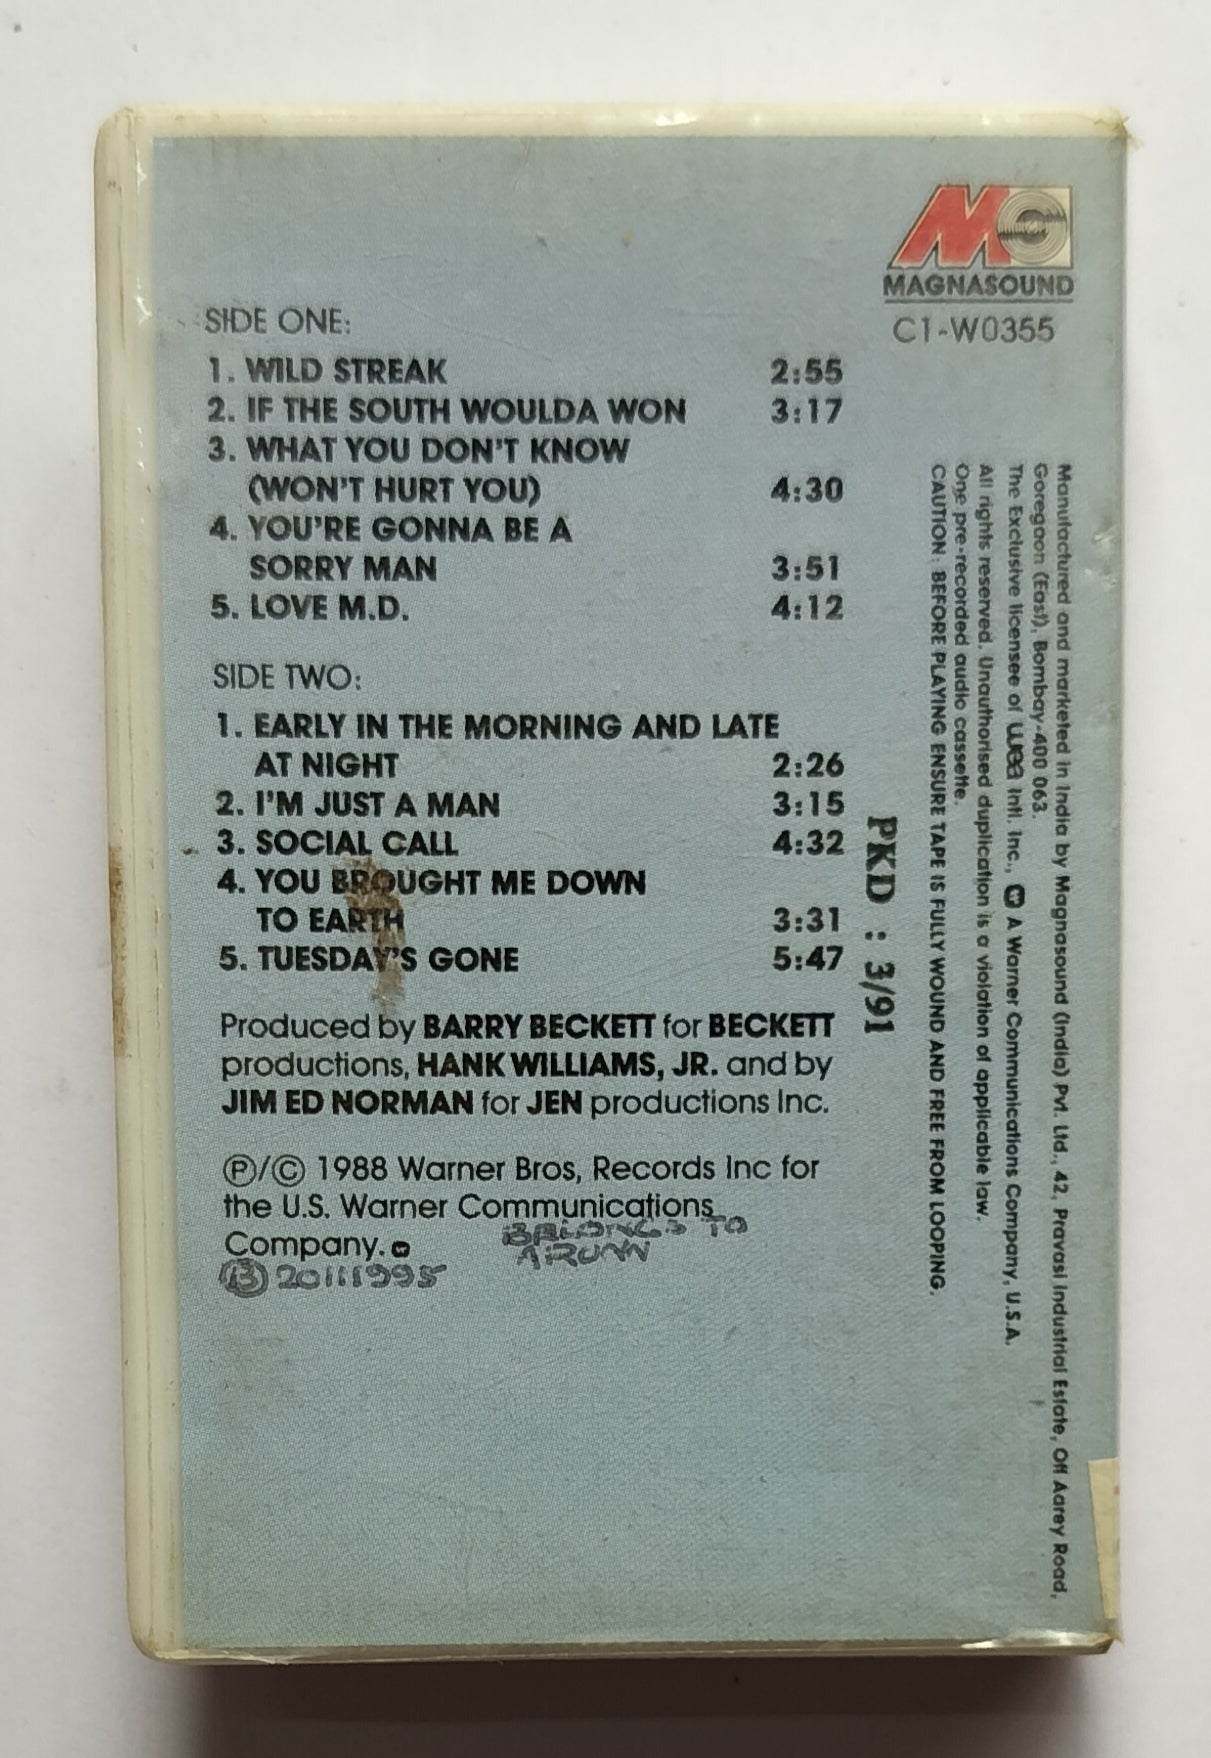 MAGNASOUND
C1-W0355
SIDE ONE:
1. WILD STREAK 2:55
2. IF THE SOUTH WOULDA WON 3:17
3. WHAT YOU DON'T KNOW
(WON'T HURT YOU) 4:30
4. YOU'RE GONNA BE A
SORRY MAN 3:51
5. LOVE M.D. 4:12
SIDE TWO:
1. EARLY IN THE MORNING AND LATE
AT NIGHT 2:26
2. I'M JUST A MAN 3:15
3. SOCIAL CALL 4:32
4. YOU BROUGHT ME DOWN
TO EARTH 3:31
5. TUESDAY'S GONE 5:47
Produced by BARRY BECKETT for BECKETT
productions, HANK WILLIAMS, JR. and by
JIM ED NORMAN for JEN productions Inc.
Ⓟ/© 1988 Warner Bros, Records Inc for
the U.S. Warner Communications
Company.
BELONGS TO
ARUN
20111995
PKD : 3/91
Manufactured and marketed in India by Magnasound (India) Pvt. Ltd., 42, Pravasi Industrial Estate, Off Aarey Road,
Goregaon (East), Bombay-400 063.
The Exclusive licensee of wea Intl. Inc., A Warner Communications Company, U.S.A.
All rights reserved. Unauthorised duplication is a violation of applicable law.
One pre-recorded audio cassette.
CAUTION: BEFORE PLAYING ENSURE TAPE IS FULLY WOUND AND FREE FROM LOOPING.